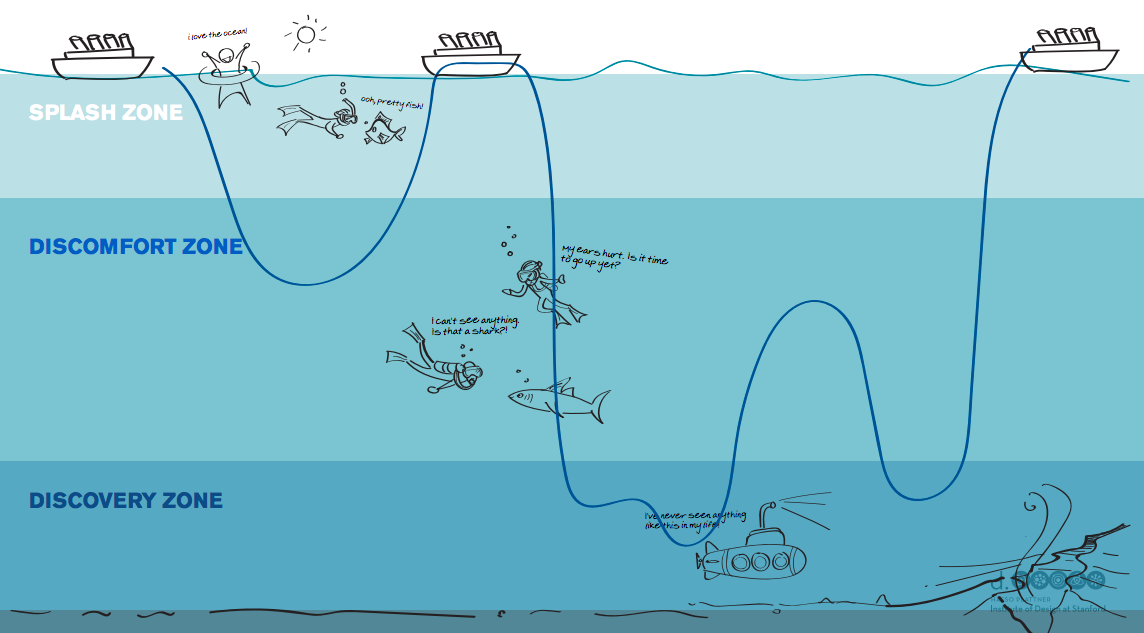 i love the ocean!
ooh, pretty fish!
SPLASH ZONE
DISCOMFORT ZONE
My ears hurt. Is it time
to go up yet?
I can't see anything.
Is that a shark?!
DISCOVERY ZONE
I've never seen anything
like this in my life!
d.
Institute of Design at Stanford